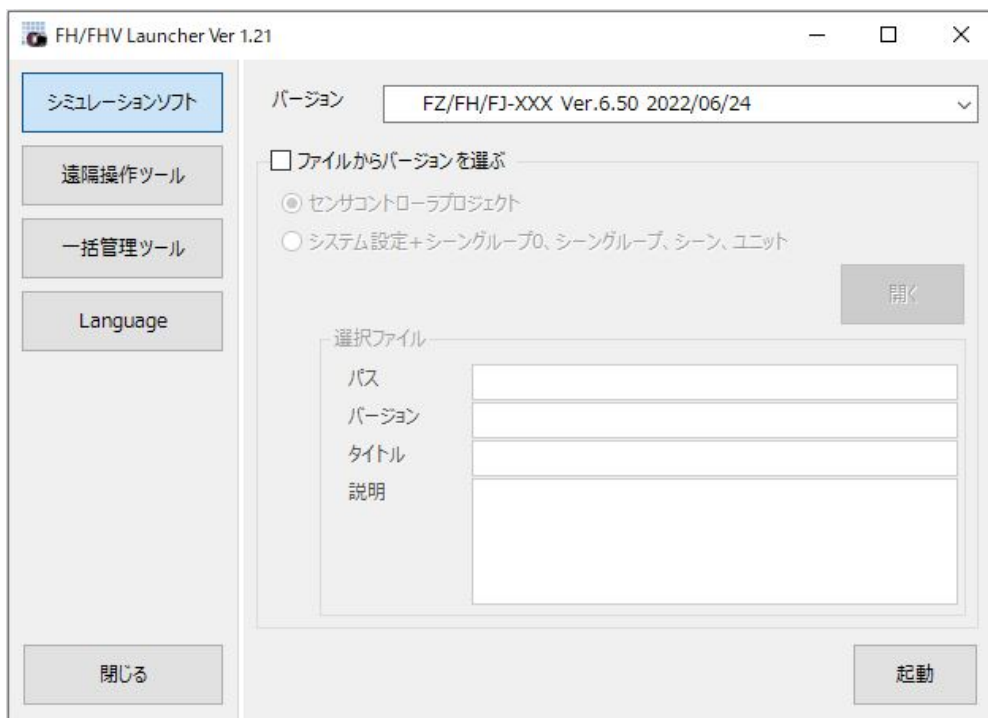 FH/FHV Launcher Ver 1.21
シミュレーションソフト
遠隔操作ツール
一括管理ツール
Language
閉じる
バージョン
FZ/FH/FJ-XXX Ver.6.50 2022/06/24
ファイルからバージョンを選ぶ
センサコントローラプロジェクト
システム設定+シーングループ0、シーングループ、シーン、ユニット
開く
選択ファイル
パス
バージョン
タイトル
説明
起動